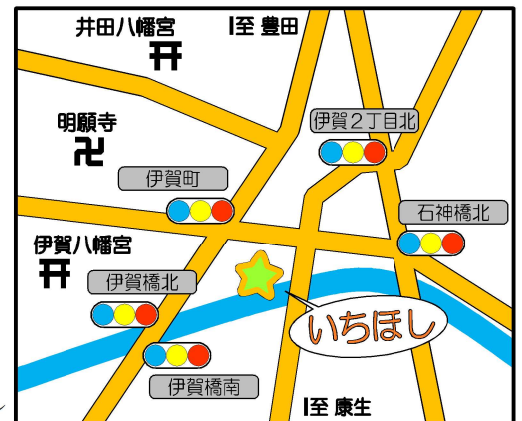 井田八幡宮
至 豊田
明願寺
伊賀2丁目北
伊賀町
石神橋北
伊賀八幡宮
伊賀橋北
いちほし
伊賀橋南
至 康生